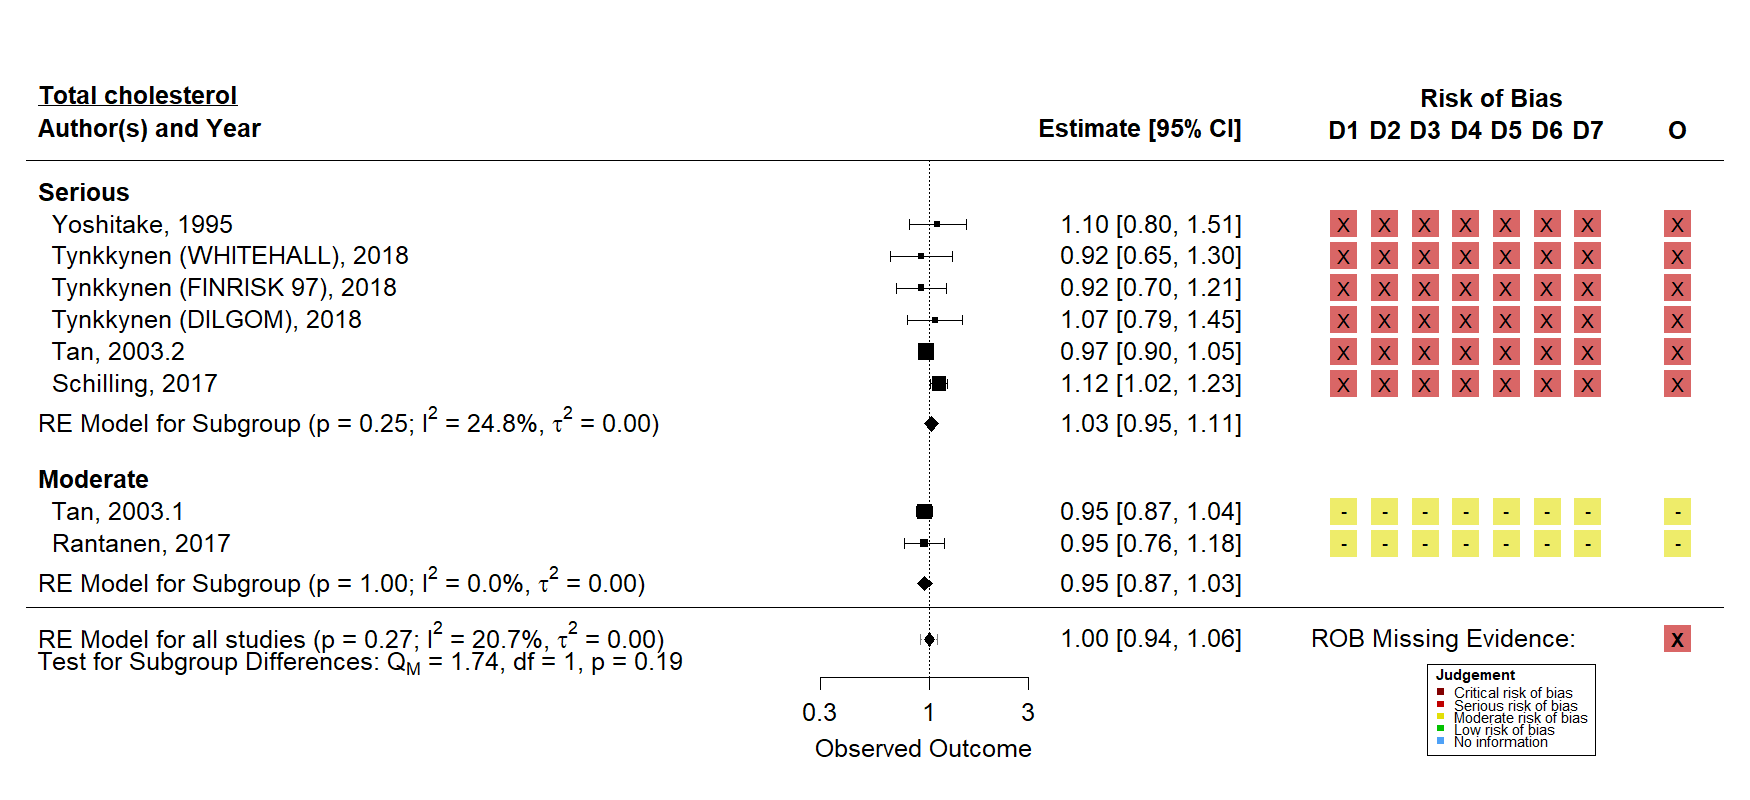 Total cholesterol Risk of Bias
Author(s) and Year Estimate [95% CI] D1 D2 D3 D4 D5 D6 D7 O
Serious
Yoshitake, 1995 1.10 [0.80, 1.51] X X X X X X X X
Tynkkynen (WHITEHALL), 2018 0.92 [0.65, 1.30] X X X X X X X X
Tynkkynen (FINRISK 97), 2018 0.92 [0.70, 1.21] X X X X X X X X
Tynkkynen (DILGOM), 2018 1.07 [0.79, 1.45] X X X X X X X X
Tan, 2003.2 0.97 [0.90, 1.05] X X X X X X X X
Schilling, 2017 1.12 [1.02, 1.23] X X X X X X X X
RE Model for Subgroup (p = 0.25; I² = 24.8%, τ² = 0.00) 1.03 [0.95, 1.11]
Moderate
Tan, 2003.1 0.95 [0.87, 1.04] - - - - - - - -
Rantanen, 2017 0.95 [0.76, 1.18] - - - - - - - -
RE Model for Subgroup (p = 1.00; I² = 0.0%, τ² = 0.00) 0.95 [0.87, 1.03]
RE Model for all studies (p = 0.27; I² = 20.7%, τ² = 0.00) 1.00 [0.94, 1.06] ROB Missing Evidence: X
Test for Subgroup Differences: Q_M = 1.74, df = 1, p = 0.19
0.3 1 3
Observed Outcome
Judgement
Critical risk of bias
Serious risk of bias
Moderate risk of bias
Low risk of bias
No information